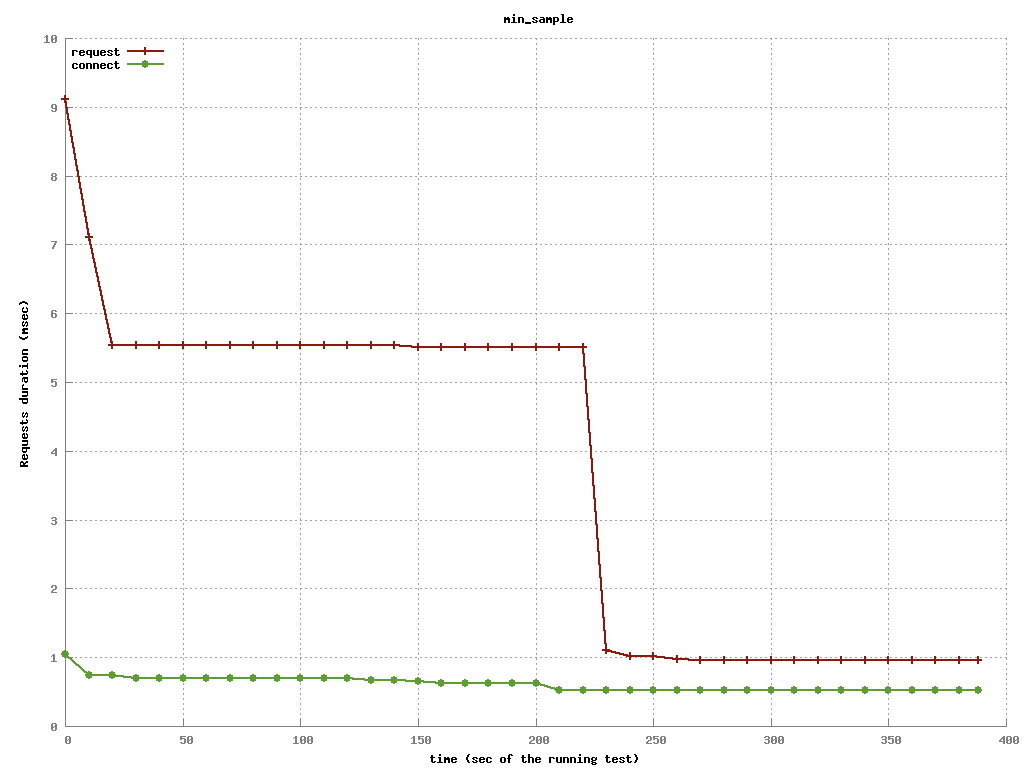 min_sample
request
connect
10
9
8
7
6
5
4
3
2
1
0
Requests duration (msec)
0 50 100 150 200 250 300 350 400
time (sec of the running test)